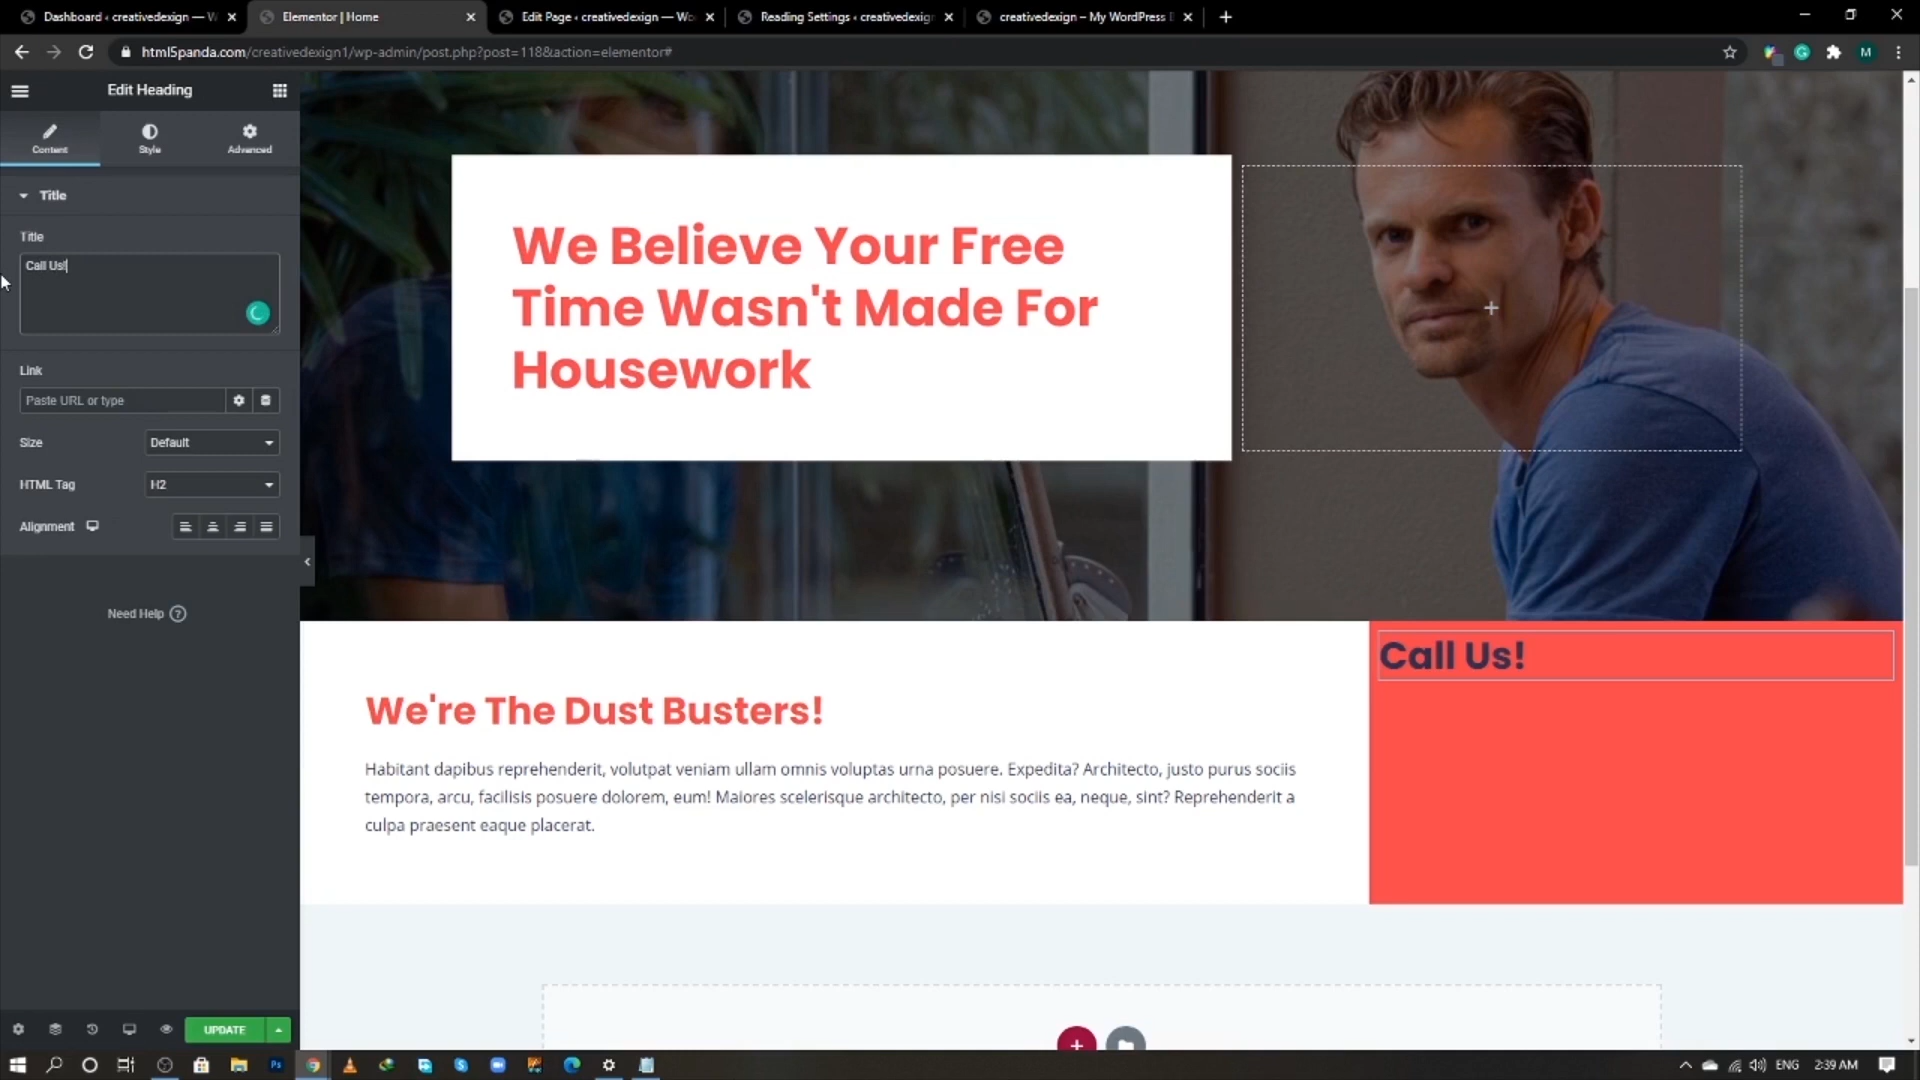 Dashboard ‹ creativedexign — W
Elementor | Home
Edit Page ‹ creativedexign — Wo
Reading Settings ‹ creativedexign
creativedexign – My WordPress B
html5panda.com/creativedexign1/wp-admin/post.php?post=118&action=elementor#
M
Edit Heading
Content
Style
Advanced
Title
Title
Call Us!
Link
Paste URL or type
Size
Default
HTML Tag
H2
Alignment
Need Help ?
UPDATE
We Believe Your Free
Time Wasn't Made For
Housework
We're The Dust Busters!
Habitant dapibus reprehenderit, volutpat veniam ullam omnis voluptas urna posuere. Expedita? Architecto, justo purus sociis
tempora, arcu, facilisis posuere dolorem, eum! Maiores scelerisque architecto, per nisi sociis ea, neque, sint? Reprehenderit a
culpa praesent eaque placerat.
Call Us!
Ps
ENG
2:39 AM